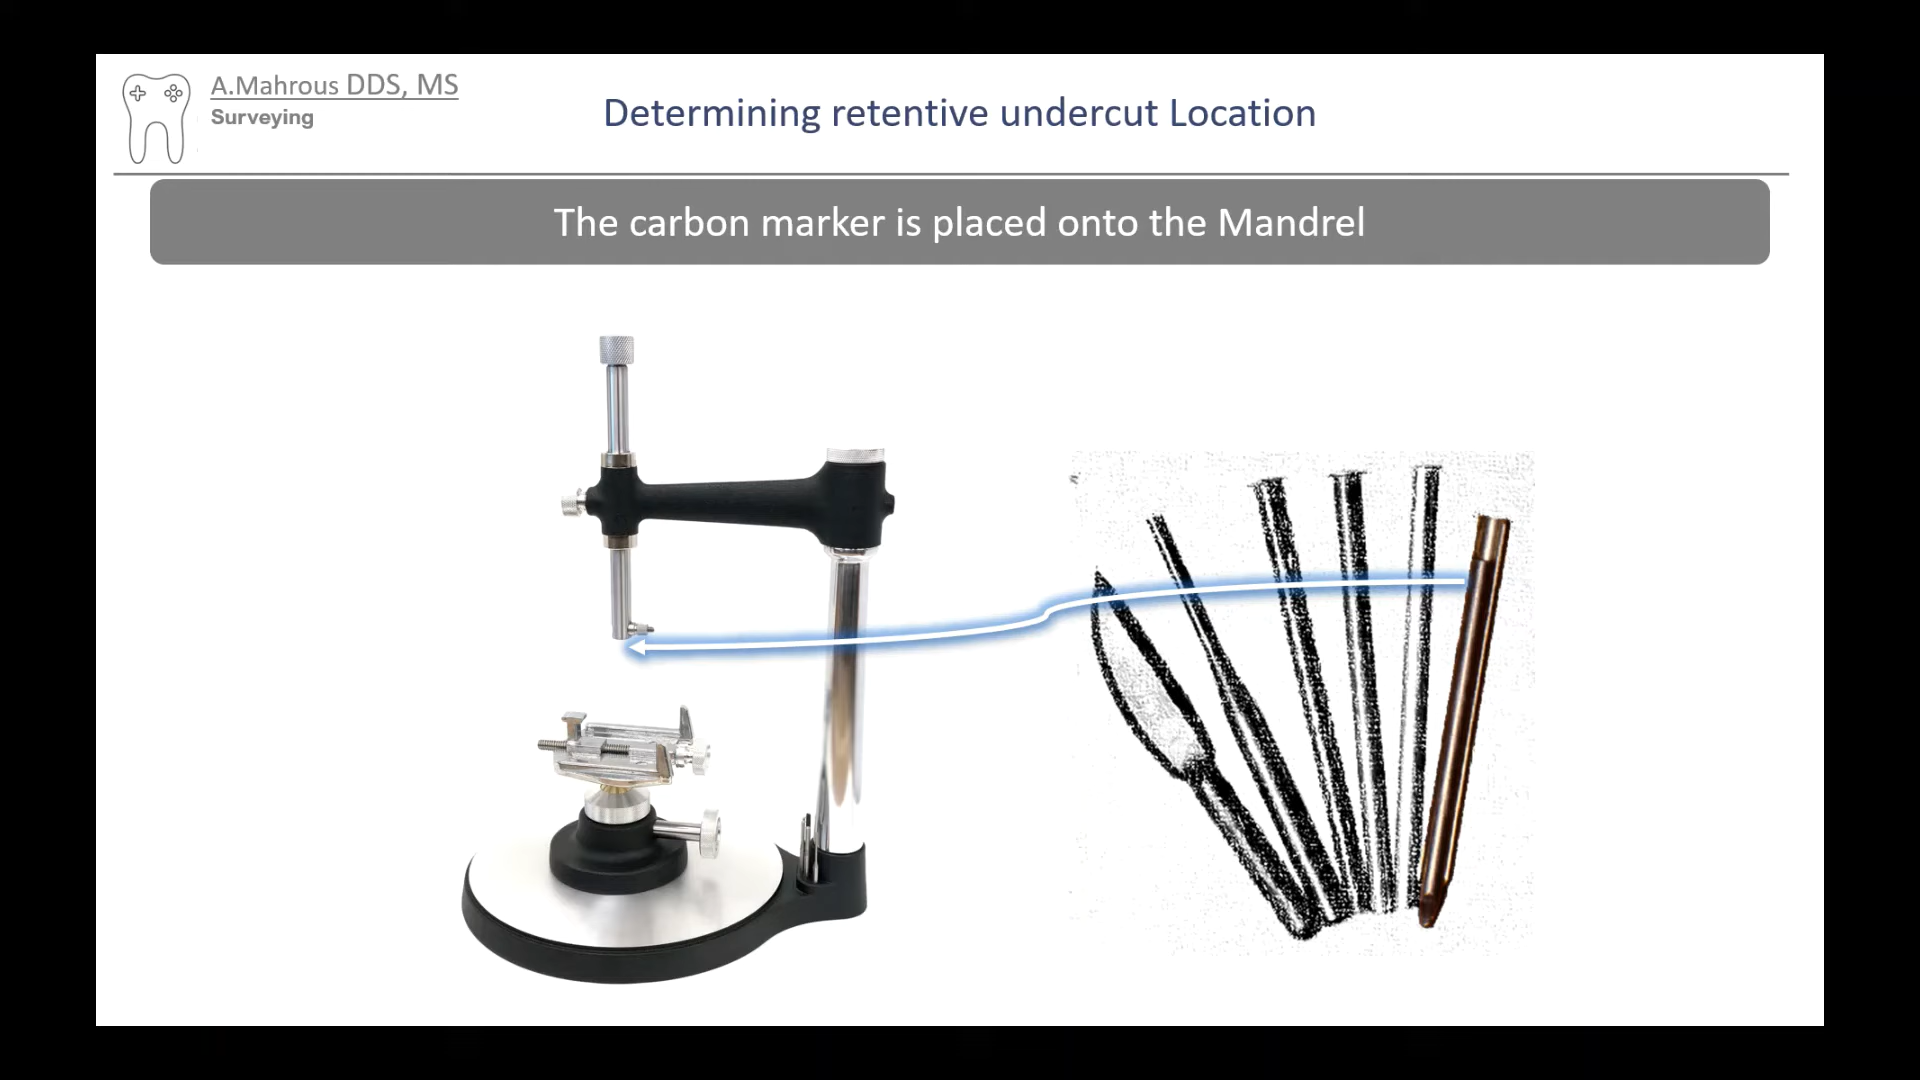 A.Mahrous DDS, MS
Surveying
Determining retentive undercut Location
The carbon marker is placed onto the Mandrel